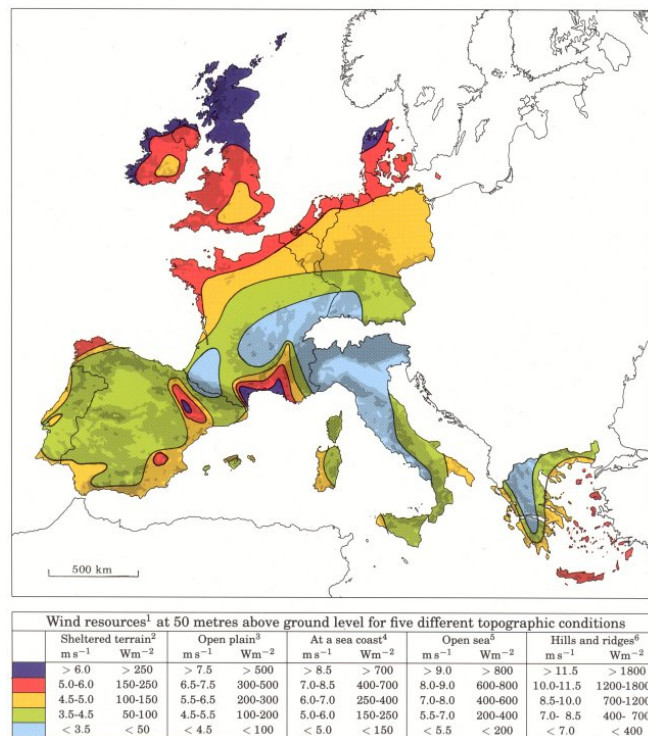 500 km
Wind resources¹ at 50 metres above ground level for five different topographic conditions
Sheltered terrain² Open plain³ At a sea coast⁴ Open sea⁵ Hills and ridges⁶
m s⁻¹ Wm⁻² m s⁻¹ Wm⁻² m s⁻¹ Wm⁻² m s⁻¹ Wm⁻² m s⁻¹ Wm⁻²
> 6.0 > 250 > 7.5 > 500 > 8.5 > 700 > 9.0 > 800 > 11.5 > 1800
5.0-6.0 150-250 6.5-7.5 300-500 7.0-8.5 400-700 8.0-9.0 600-800 10.0-11.5 1200-1800
4.5-5.0 100-150 5.5-6.5 200-300 6.0-7.0 250-400 7.0-8.0 400-600 8.5-10.0 700-1200
3.5-4.5 50-100 4.5-5.5 100-200 5.0-6.0 150-250 5.5-7.0 200-400 7.0- 8.5 400- 700
< 3.5 < 50 < 4.5 < 100 < 5.0 < 150 < 5.5 < 200 < 7.0 < 400